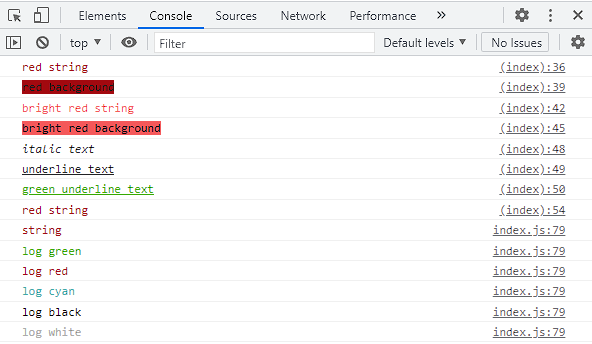 Elements Console Sources Network Performance »
top ▼ Filter Default levels ▼ No Issues
red string (index):36
red background (index):39
bright red string (index):42
bright red background (index):45
italic text (index):48
underline text (index):49
green underline text (index):50
red string (index):54
string index.js:79
log green index.js:79
log red index.js:79
log cyan index.js:79
log black index.js:79
log white index.js:79